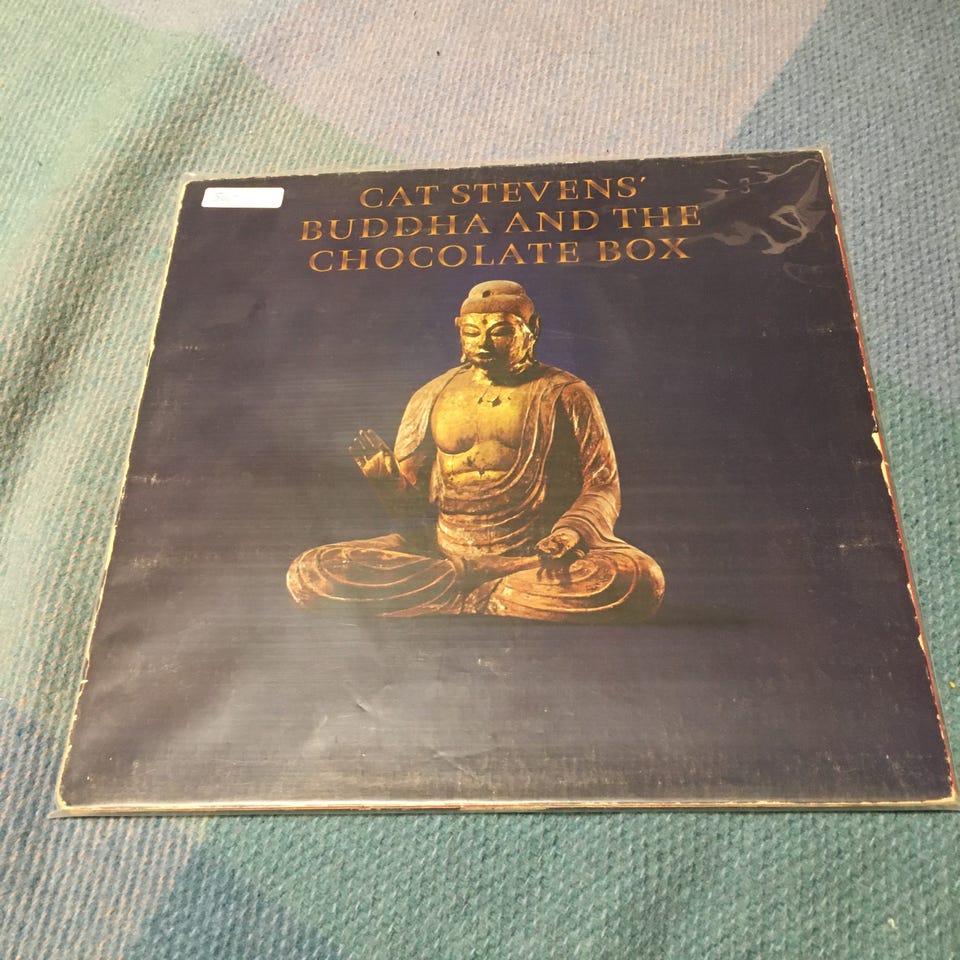 CAT STEVENS'
BUDDHA AND THE
CHOCOLATE BOX